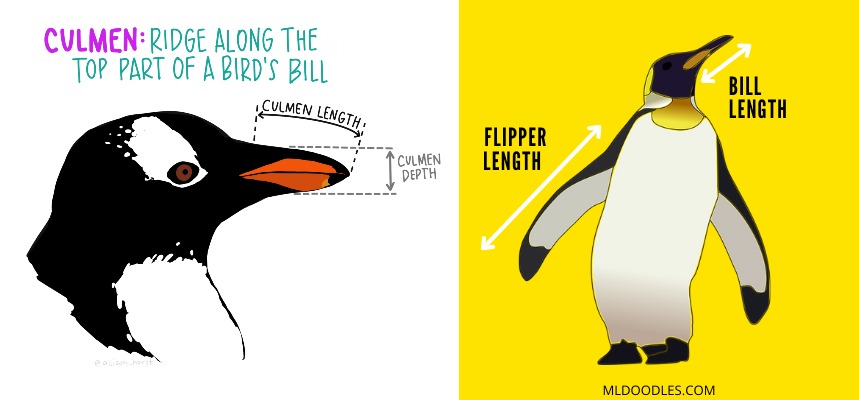 CULMEN: RIDGE ALONG THE
TOP PART OF A BIRD'S BILL
CULMEN LENGTH
CULMEN
DEPTH
@allison_horst
FLIPPER
LENGTH
BILL
LENGTH
MLDOODLES.COM